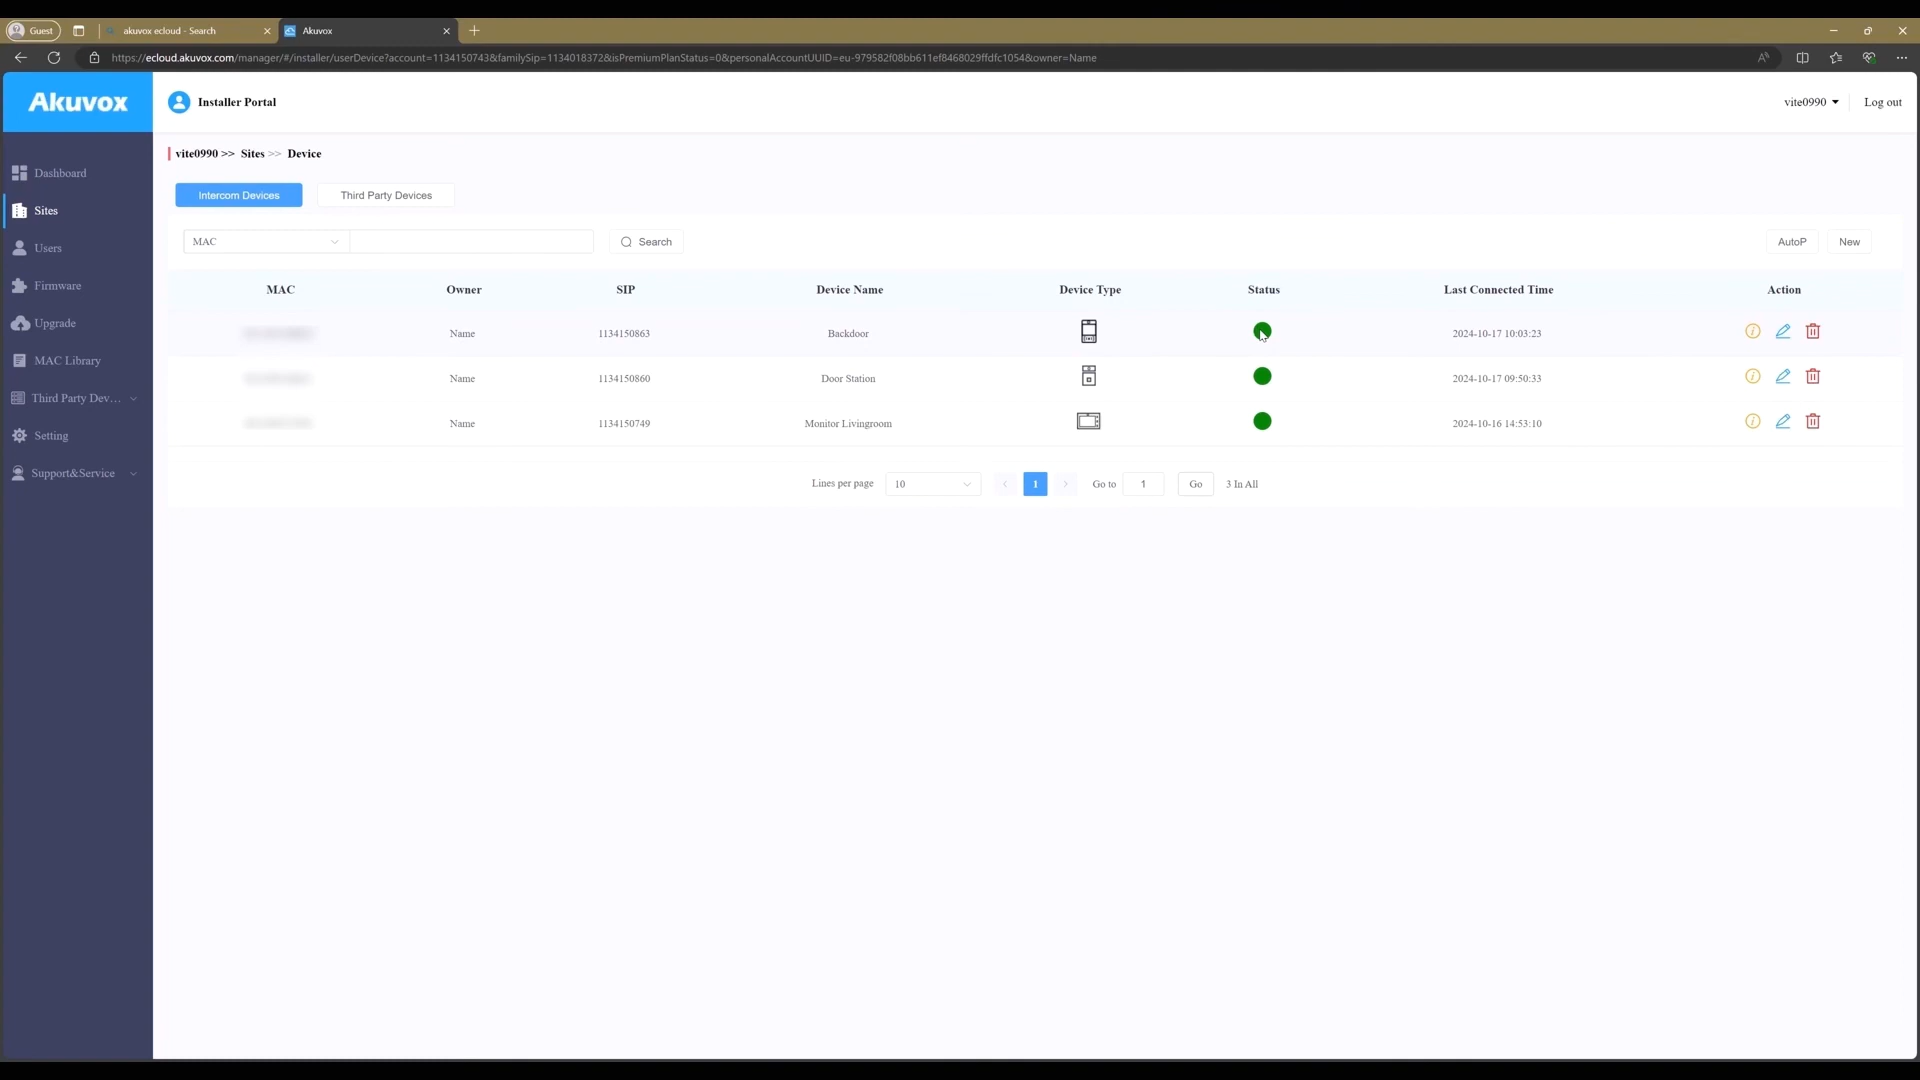 Guest
akuvox ecloud - Search
Akuvox
https://ecloud.akuvox.com/manager/#/installer/userDevice?account=1134150743&familySip=1134018372&isPremiumPlanStatus=0&personalAccountUUID=eu-979582f08bb611ef8468029ffdfc1054&owner=Name
Akuvox
Installer Portal
vite0990
Log out
Dashboard
Sites
Users
Firmware
Upgrade
MAC Library
Third Party Dev...
Setting
Support&Service
vite0990 >> Sites >> Device
Intercom Devices
Third Party Devices
MAC
Search
AutoP
New
MAC Owner SIP Device Name Device Type Status Last Connected Time Action
Name 1134150863 Backdoor 2024-10-17 10:03:23
Name 1134150860 Door Station 2024-10-17 09:50:33
Name 1134150749 Monitor Livingroom 2024-10-16 14:53:10
Lines per page 10 1 Go to 1 Go 3 In All